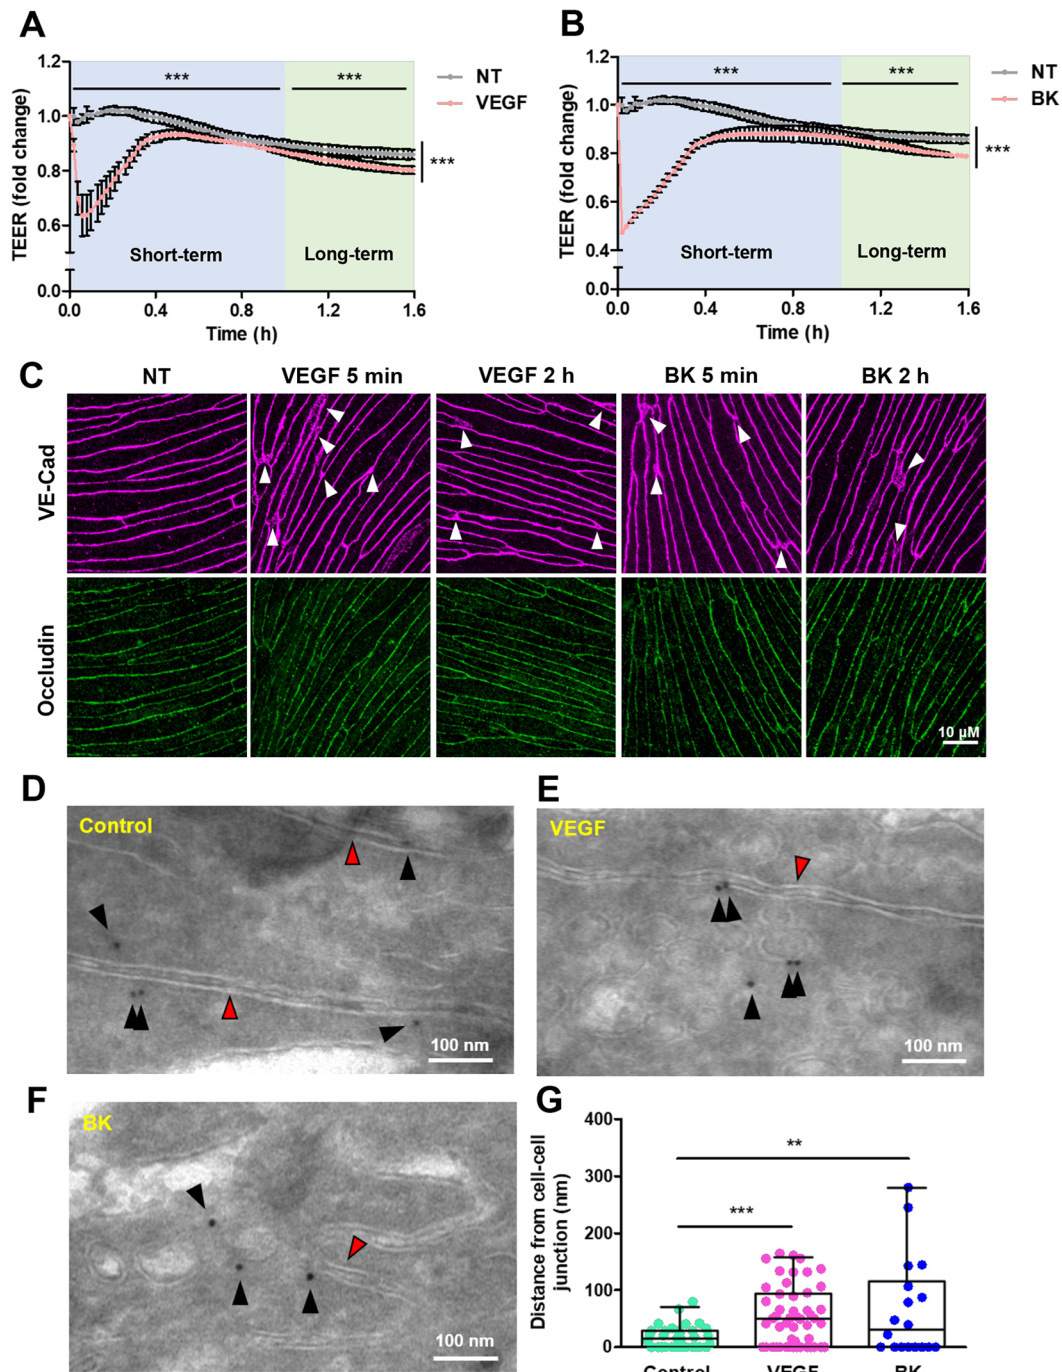 A
1.2
1.0
0.8
0.6
0.0
TEER (fold change)
***
***
***
NT
VEGF
Short-term
Long-term
0.0 0.4 0.8 1.2 1.6
Time (h)
B
1.2
1.0
0.8
0.6
0.4
0.0
TEER (fold change)
***
***
***
NT
BK
Short-term
Long-term
0.0 0.4 0.8 1.2 1.6
Time (h)
C
NT VEGF 5 min VEGF 2 h BK 5 min BK 2 h
VE-Cad
Occludin
10 µM
D
Control
100 nm
E
VEGF
100 nm
F
BK
100 nm
G
Distance from cell-cell
junction (nm)
400
300
200
100
0
**
***
Control VEGF BK